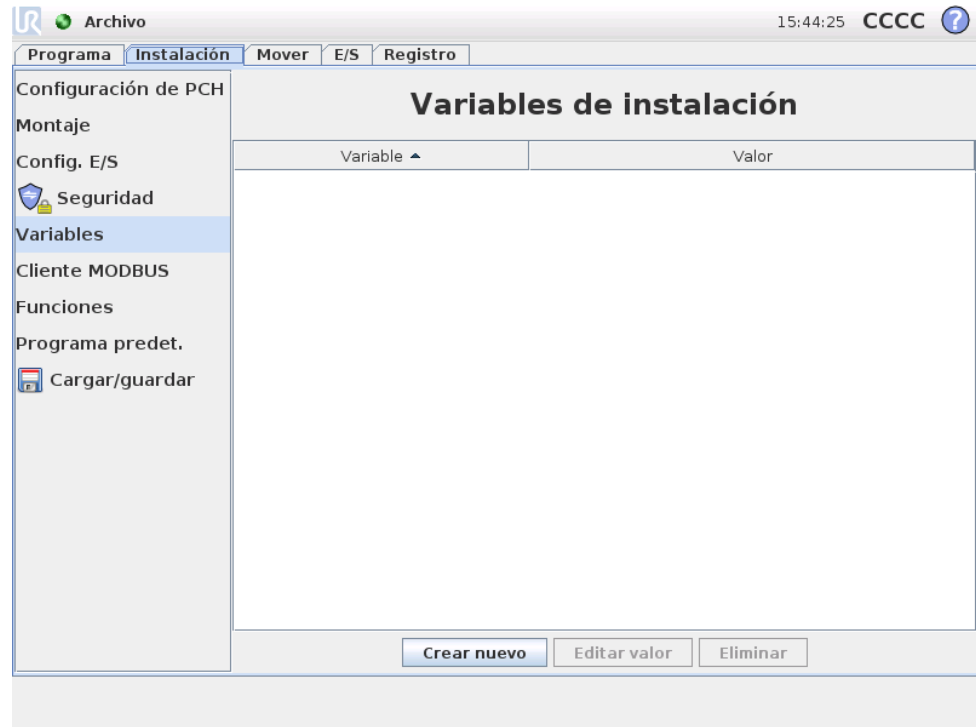 UR Archivo 15:44:25 CCCC ?
Programa Instalación Mover E/S Registro
Configuración de PCH
Montaje
Config. E/S
Seguridad
Variables
Cliente MODBUS
Funciones
Programa predet.
Cargar/guardar
Variables de instalación
Variable Valor
Crear nuevo Editar valor Eliminar